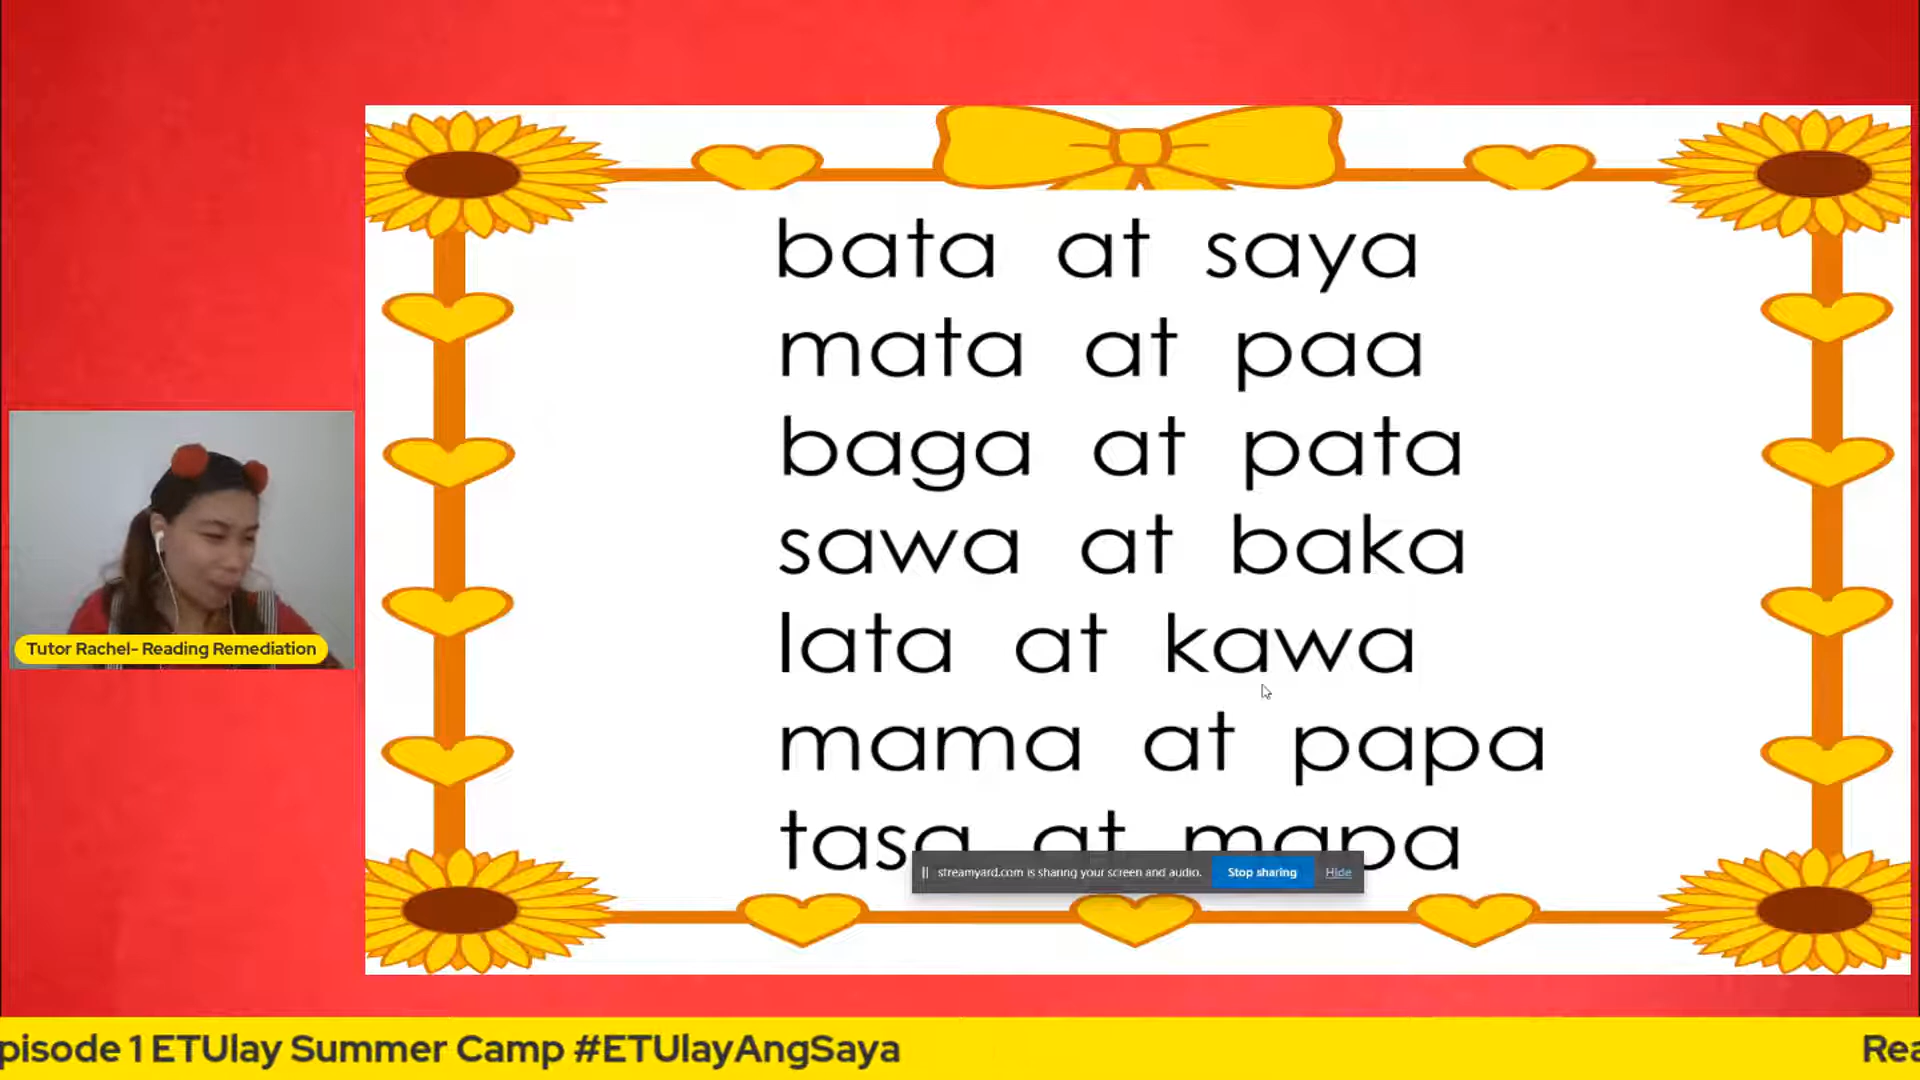 bata at saya
mata at paa
baga at pata
sawa at baka
lata at kawa
mama at papa
tasa at mapa
streamyard.com is sharing your screen and audio. Stop sharing Hide
Tutor Rachel- Reading Remediation
pisode 1 ETUlay Summer Camp #ETUlayAngSaya Rea